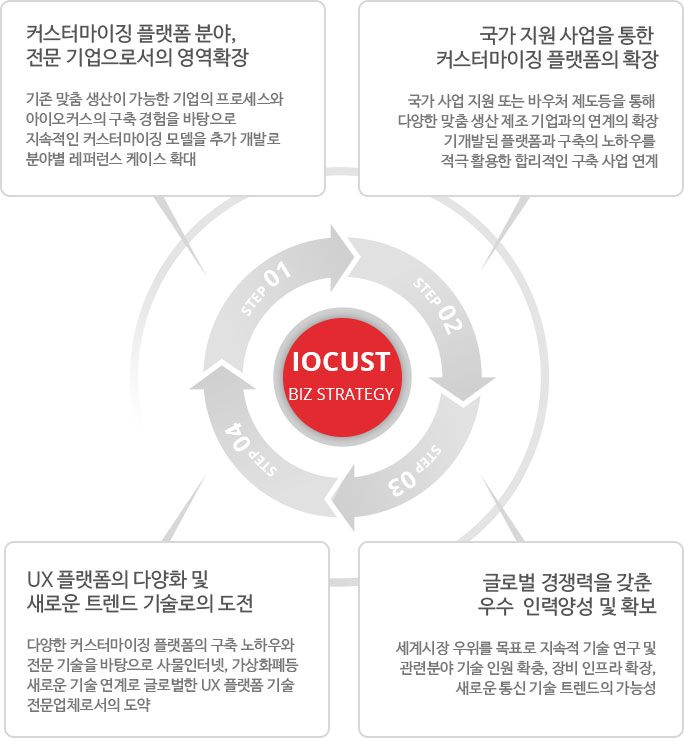 커스터마이징 플랫폼 분야,
전문 기업으로서의 영역확장
기존 맞춤 생산이 가능한 기업의 프로세스와
아이오커스의 구축 경험을 바탕으로
지속적인 커스터마이징 모델을 추가 개발로
분야별 레퍼런스 케이스 확대
국가 지원 사업을 통한
커스터마이징 플랫폼의 확장
국가 사업 지원 또는 바우처 제도등을 통해
다양한 맞춤 생산 제조 기업과의 연계의 확장
기개발된 플랫폼과 구축의 노하우를
적극 활용한 합리적인 구축 사업 연계
STEP 01
STEP 02
IOCUST
BIZ STRATEGY
STEP 04
STEP 03
UX 플랫폼의 다양화 및
새로운 트렌드 기술로의 도전
다양한 커스터마이징 플랫폼의 구축 노하우와
전문 기술을 바탕으로 사물인터넷, 가상화폐등
새로운 기술 연계로 글로벌한 UX 플랫폼 기술
전문업체로서의 도약
글로벌 경쟁력을 갖춘
우수 인력양성 및 확보
세계시장 우위를 목표로 지속적 기술 연구 및
관련분야 기술 인원 확충, 장비 인프라 확장,
새로운 통신 기술 트렌드의 가능성